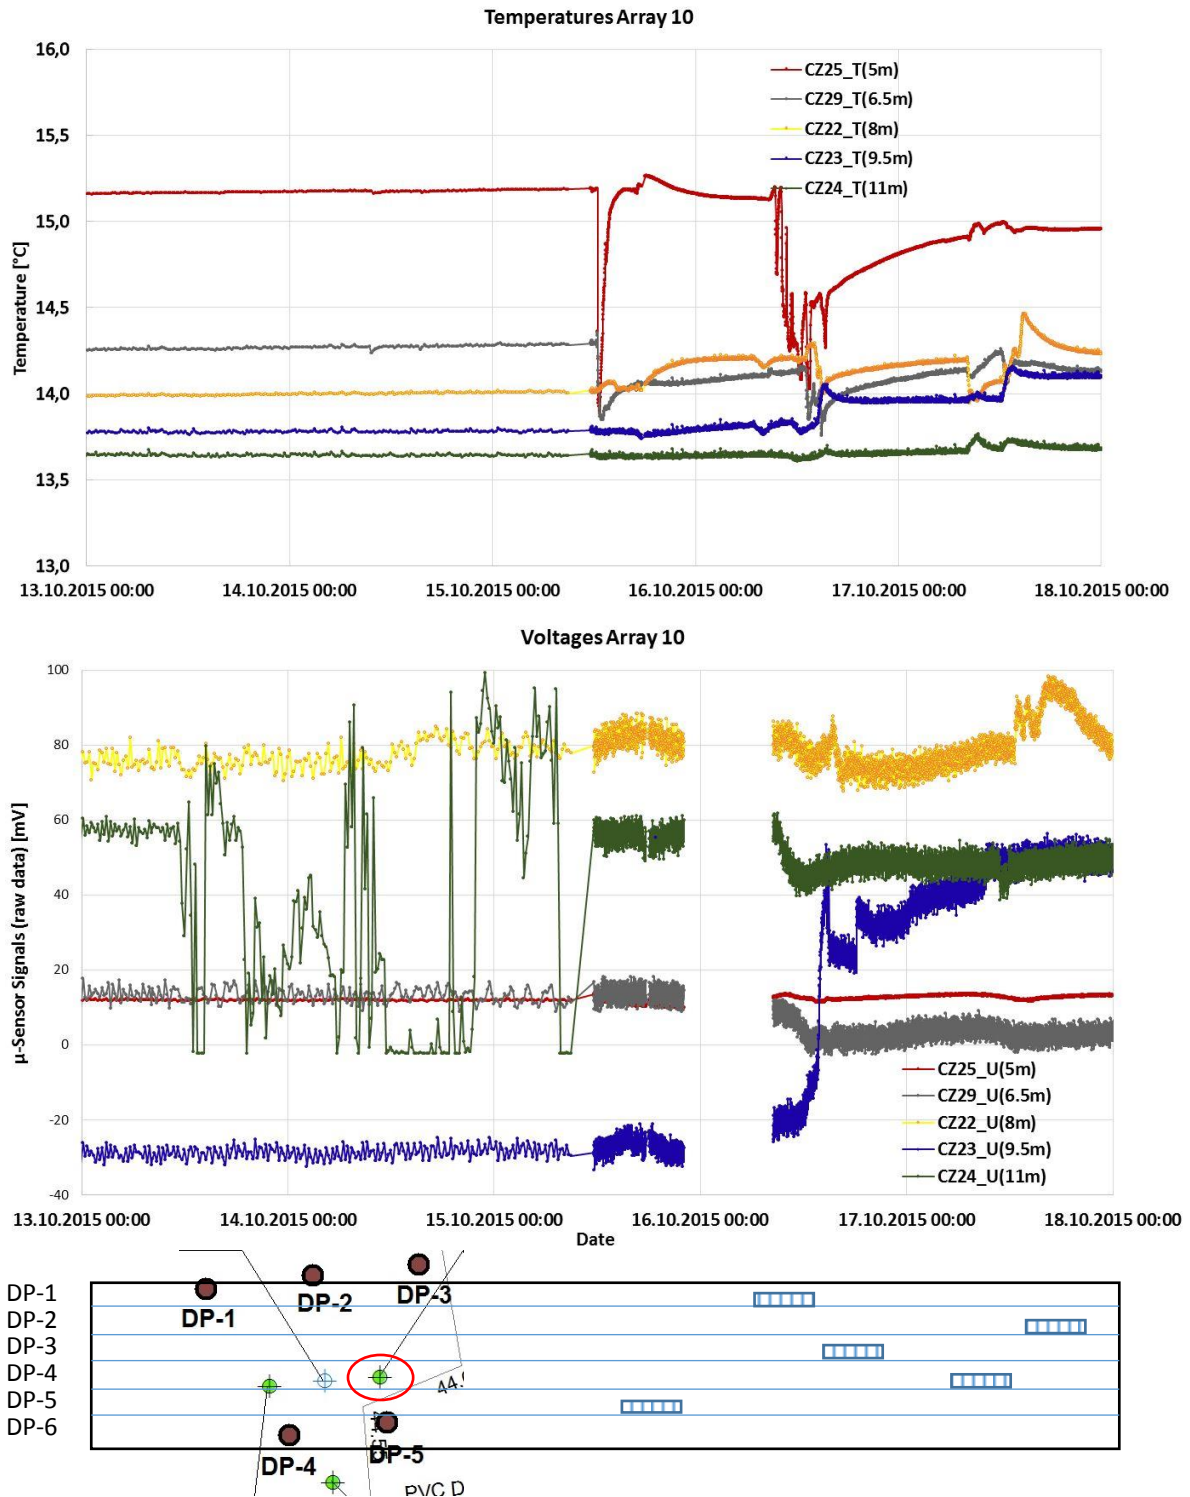 Temperatures Array 10
16,0
15,5
15,0
14,5
14,0
13,5
13,0
Temperature [°C]
CZ25_T(5m)
CZ29_T(6.5m)
CZ22_T(8m)
CZ23_T(9.5m)
CZ24_T(11m)
13.10.2015 00:00 14.10.2015 00:00 15.10.2015 00:00 16.10.2015 00:00 17.10.2015 00:00 18.10.2015 00:00
Voltages Array 10
100
80
60
40
20
0
-20
-40
µ-Sensor Signals (raw data) [mV]
CZ25_U(5m)
CZ29_U(6.5m)
CZ22_U(8m)
CZ23_U(9.5m)
CZ24_U(11m)
13.10.2015 00:00 14.10.2015 00:00 15.10.2015 00:00 16.10.2015 00:00 17.10.2015 00:00 18.10.2015 00:00
Date
DP-1
DP-2
DP-3
DP-4
DP-5
DP-6
DP-1
DP-2
DP-3
DP-4
DP-5
PVC D